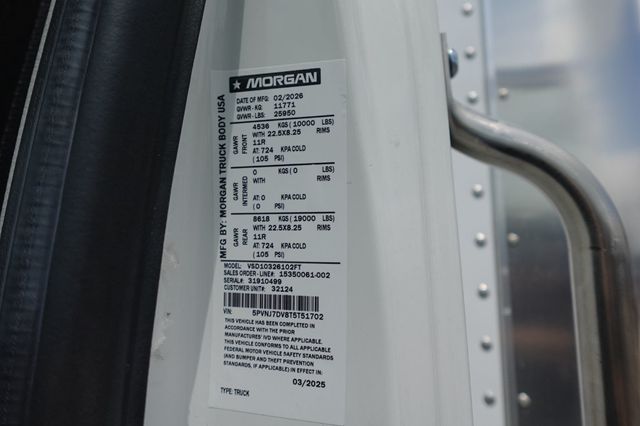 MORGAN
MFG BY: MORGAN TRUCK BODY USA
DATE OF MFG: 02/2026
GVWR - KG: 11771
GVWR - LBS: 25950
GAWR FRONT
4536 KGS ( 10000 LBS)
WITH 22.5X8.25 RIMS
11R
AT: 724 KPA COLD
( 105 PSI)
GAWR INTERMED
0 KGS ( 0 LBS)
WITH RIMS
AT: 0 KPA COLD
( 0 PSI)
GAWR REAR
8618 KGS ( 19000 LBS)
WITH 22.5X8.25 RIMS
11R
AT: 724 KPA COLD
( 105 PSI)
MODEL: VSD10326102FT
SALES ORDER - LINE#: 15350061-002
SERIAL#: 31910499
CUSTOMER UNIT#: 32124
VIN: 5PVNJ7DV8T5T51702
THIS VEHICLE HAS BEEN COMPLETED IN
ACCORDANCE WITH THE PRIOR
MANUFACTURES' IVD WHERE APPLICABLE.
THIS VEHICLE CONFORMS TO ALL APPLICABLE
FEDERAL MOTOR VEHICLE SAFETY STANDARDS
(AND BUMPER AND THEFT PREVENTION
STANDARDS, IF APPLICABLE) IN EFFECT IN:
03/2025
TYPE: TRUCK